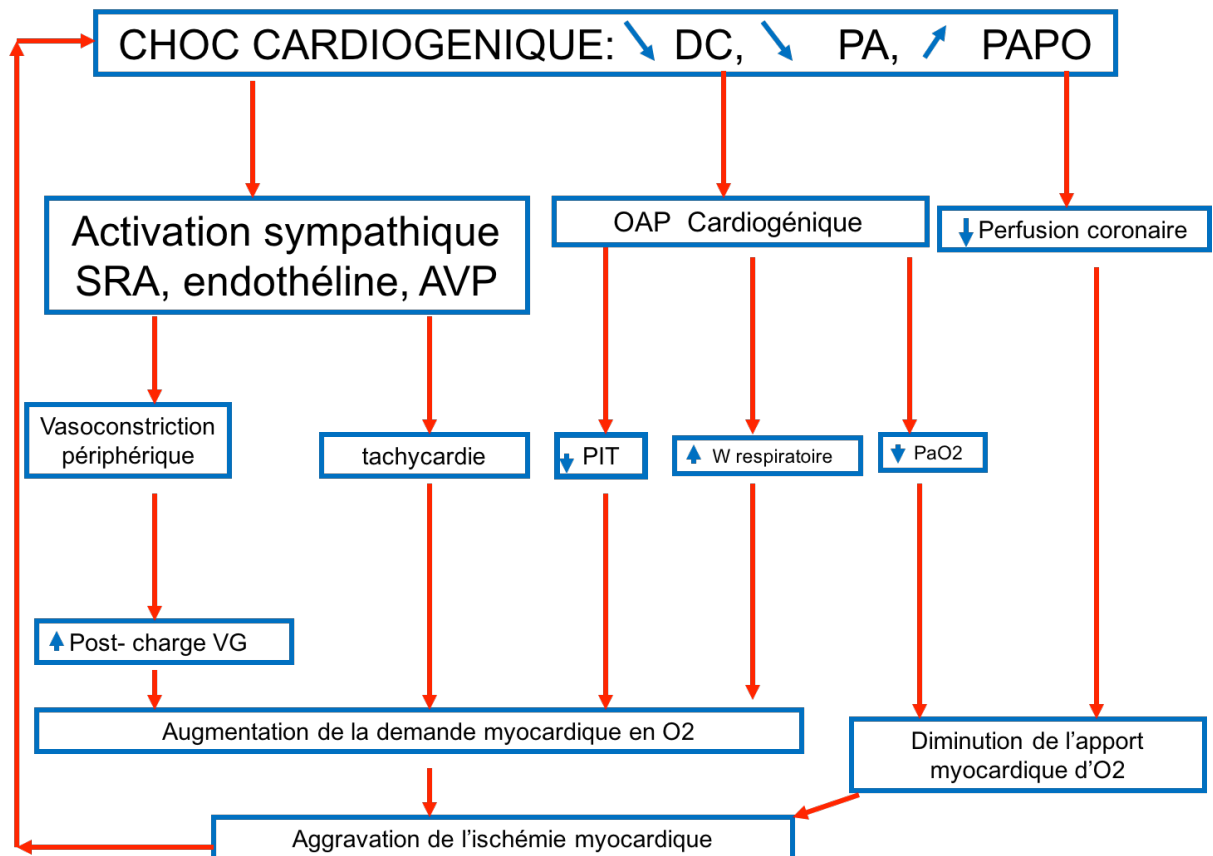 CHOC CARDIOGENIQUE: ↘ DC, ↘ PA, ↗ PAPO
Activation sympathique
SRA, endothéline, AVP
OAP Cardiogénique
↓ Perfusion coronaire
Vasoconstriction
périphérique
tachycardie
↓ PIT
↑ W respiratoire
↓ PaO2
↑ Post- charge VG
Augmentation de la demande myocardique en O2
Diminution de l’apport
myocardique d’O2
Aggravation de l’ischémie myocardique